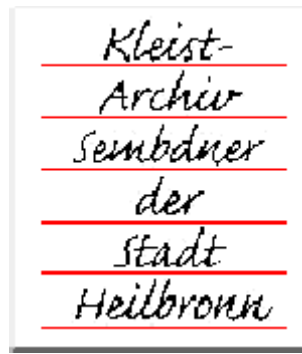 Kleist-
Archiv
Sembdner
der
Stadt
Heilbronn